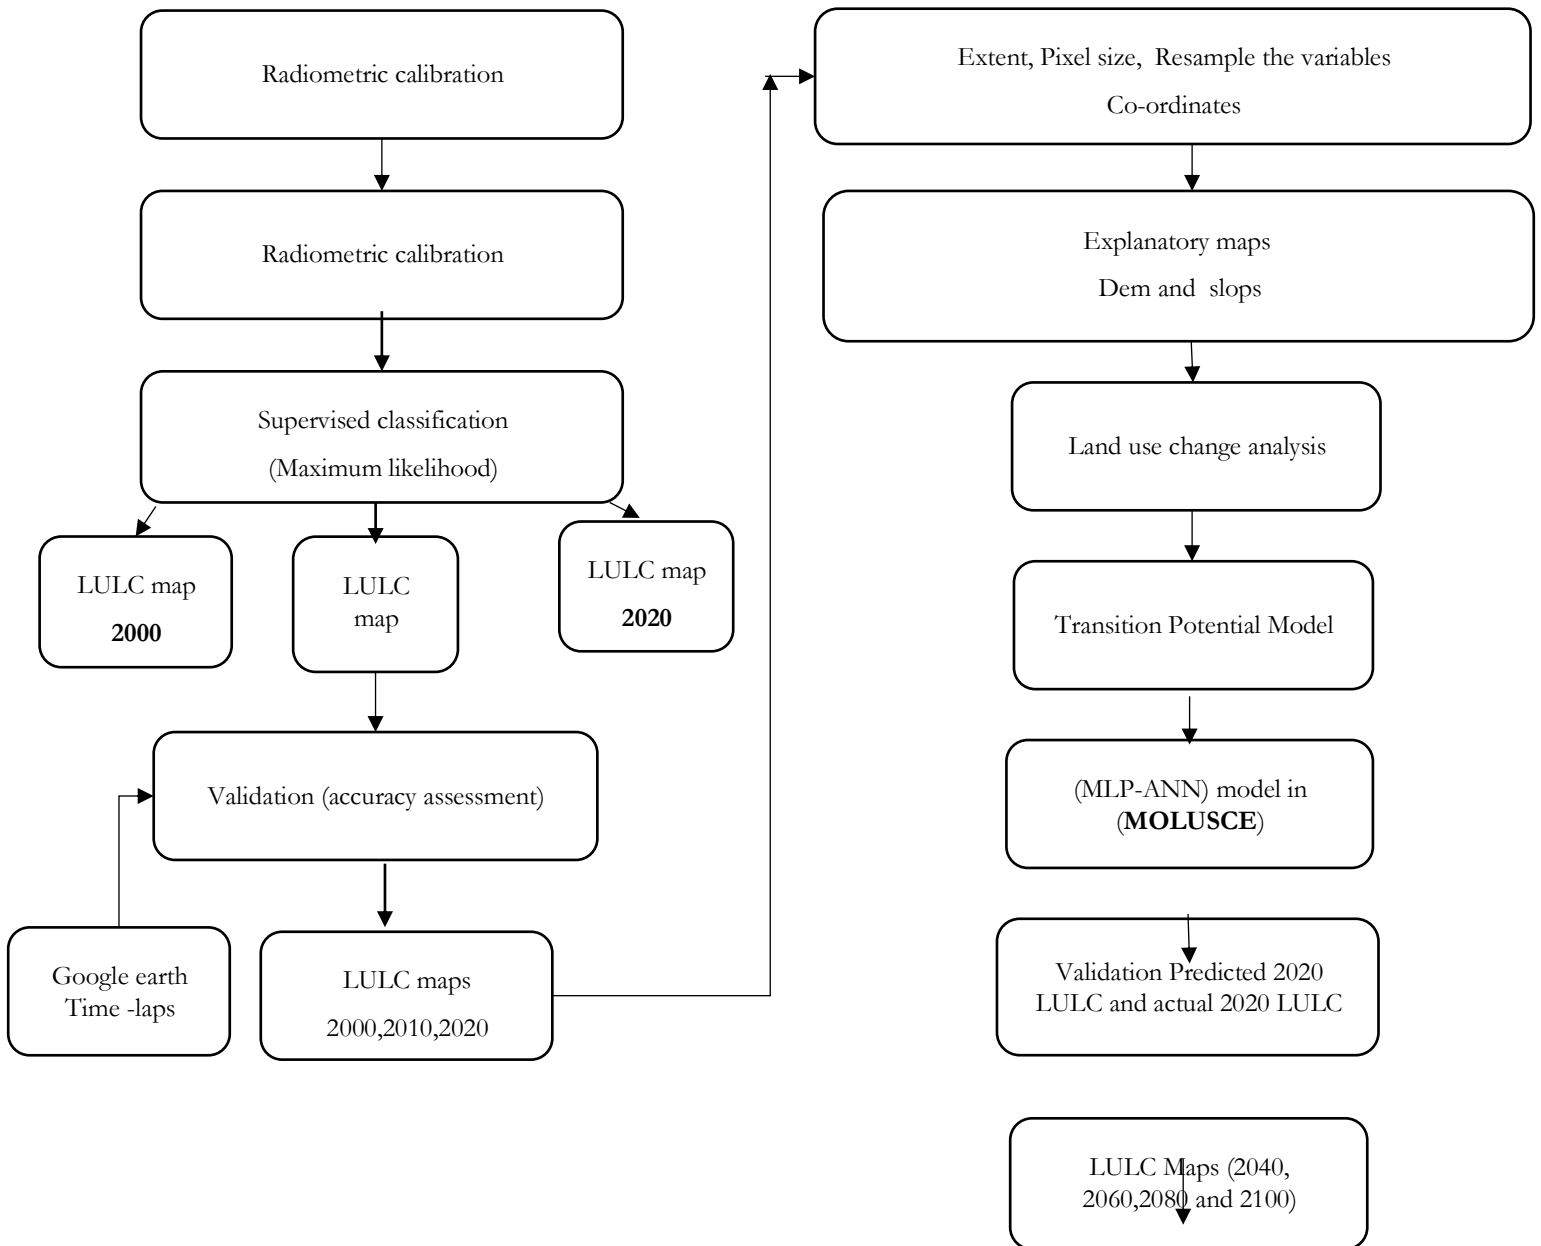 Radiometric calibration
Radiometric calibration
Supervised classification
(Maximum likelihood)
LULC map
2000
LULC
map
LULC map
2020
Validation (accuracy assessment)
Google earth
Time -laps
LULC maps
2000,2010,2020
Extent, Pixel size,  Resample the variables
Co-ordinates
Explanatory maps
Dem and  slops
Land use change analysis
Transition Potential Model
(MLP-ANN) model in
(MOLUSCE)
Validation Predicted 2020
LULC and actual 2020 LULC
LULC Maps (2040,
2060,2080 and 2100)